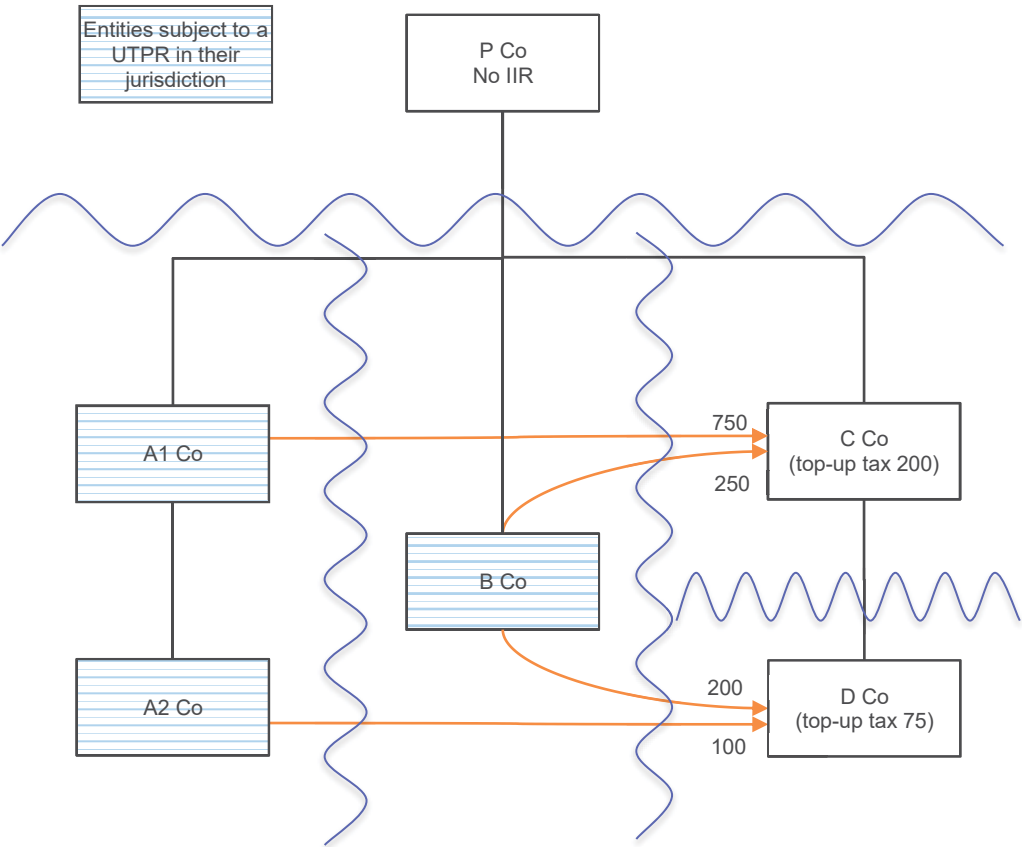 Entities subject to a
UTPR in their
jurisdiction
P Co
No IIR
A1 Co
750
C Co
(top-up tax 200)
250
B Co
A2 Co
200
D Co
(top-up tax 75)
100